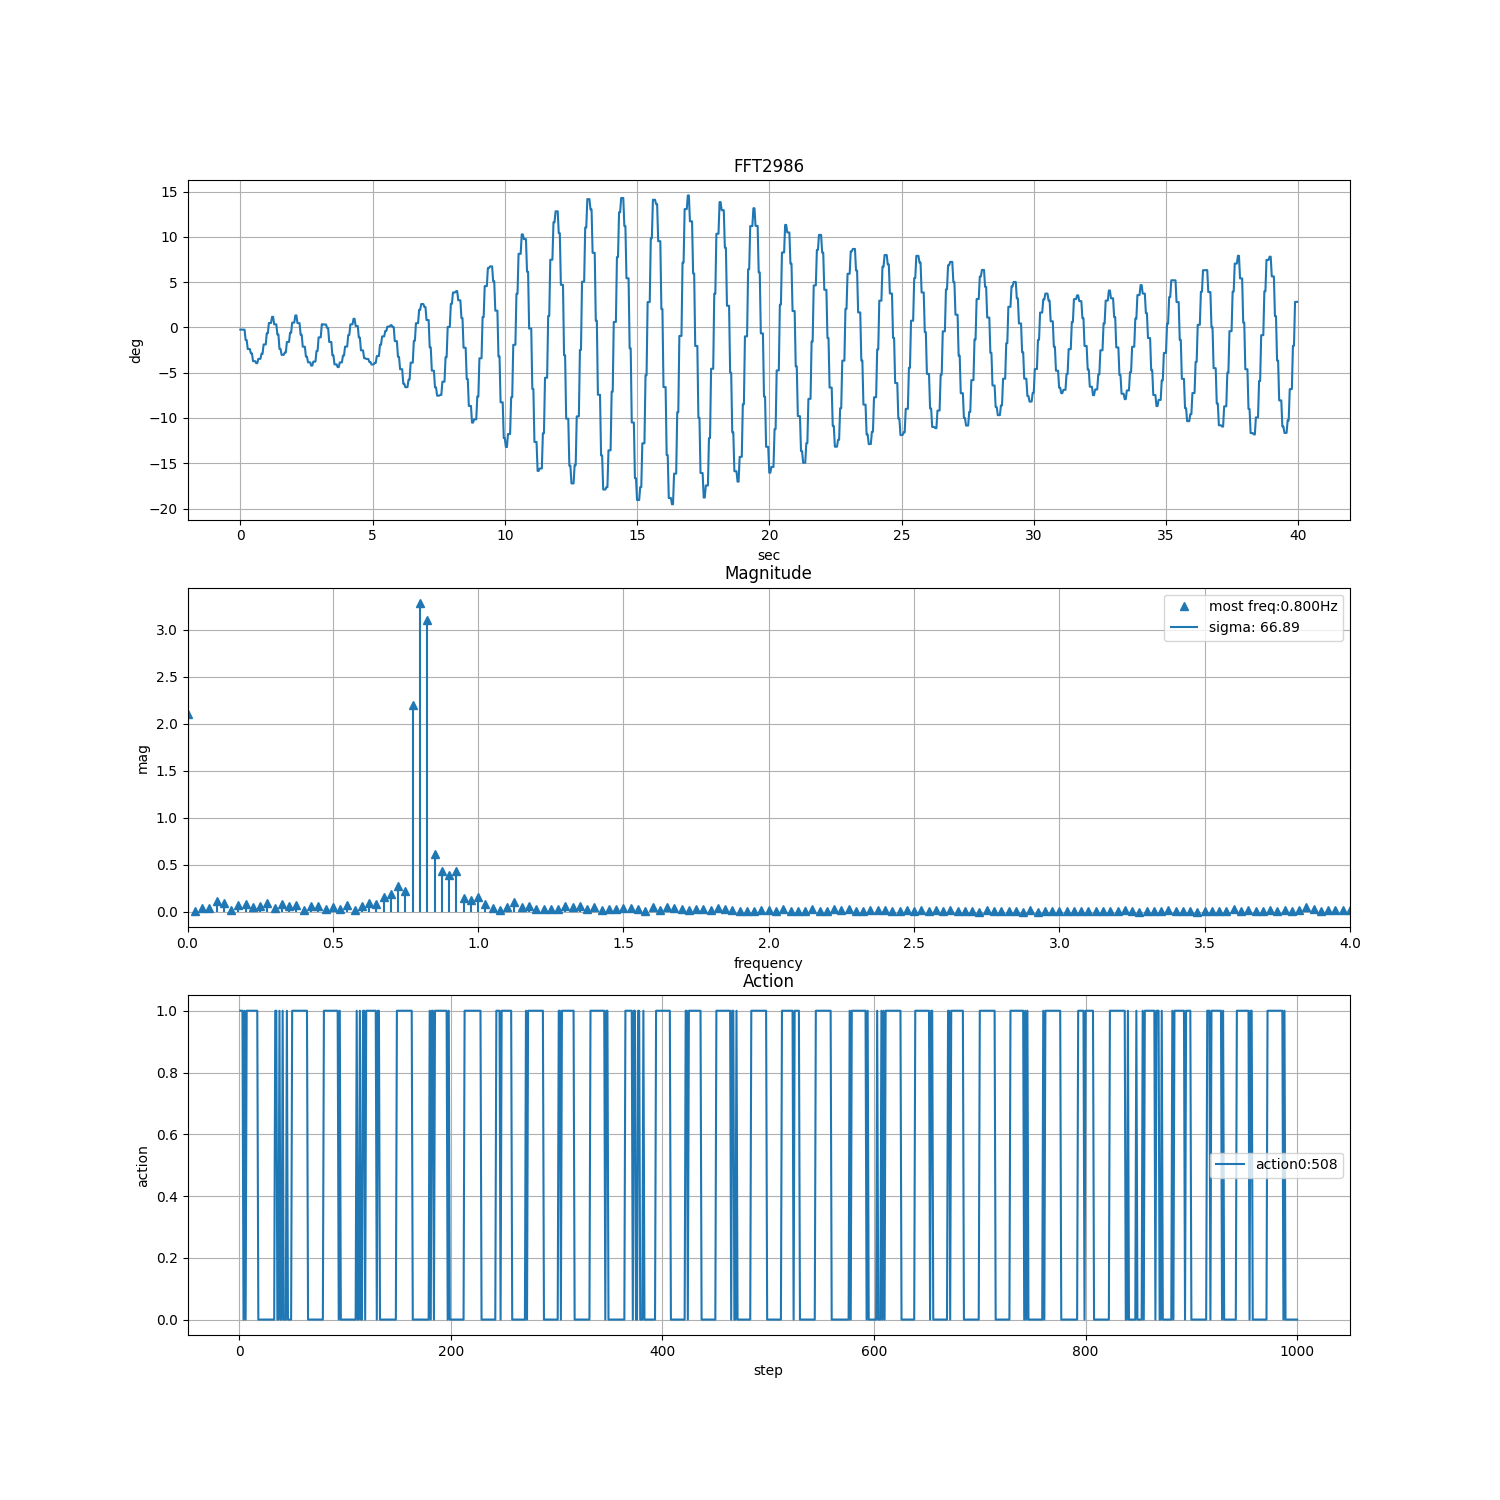 FFT2986
15
10
5
0
−5
−10
−15
−20
deg
0 5 10 15 20 25 30 35 40
sec
Magnitude
most freq:0.800Hz
sigma: 66.89
3.0
2.5
2.0
1.5
1.0
0.5
0.0
mag
0.0 0.5 1.0 1.5 2.0 2.5 3.0 3.5 4.0
frequency
Action
1.0
0.8
0.6
0.4
0.2
0.0
action
action0:508
0 200 400 600 800 1000
step